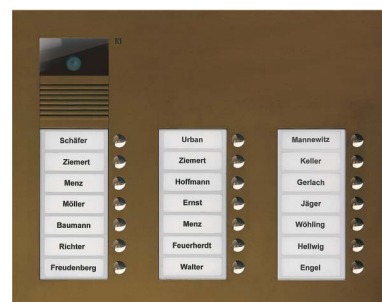 Schäfer
Ziemert
Menz
Möller
Baumann
Richter
Freudenberg
Urban
Ziemert
Hoffmann
Ernst
Menz
Feuerherdt
Walter
Mannewitz
Keller
Gerlach
Jäger
Wöhling
Hellwig
Engel